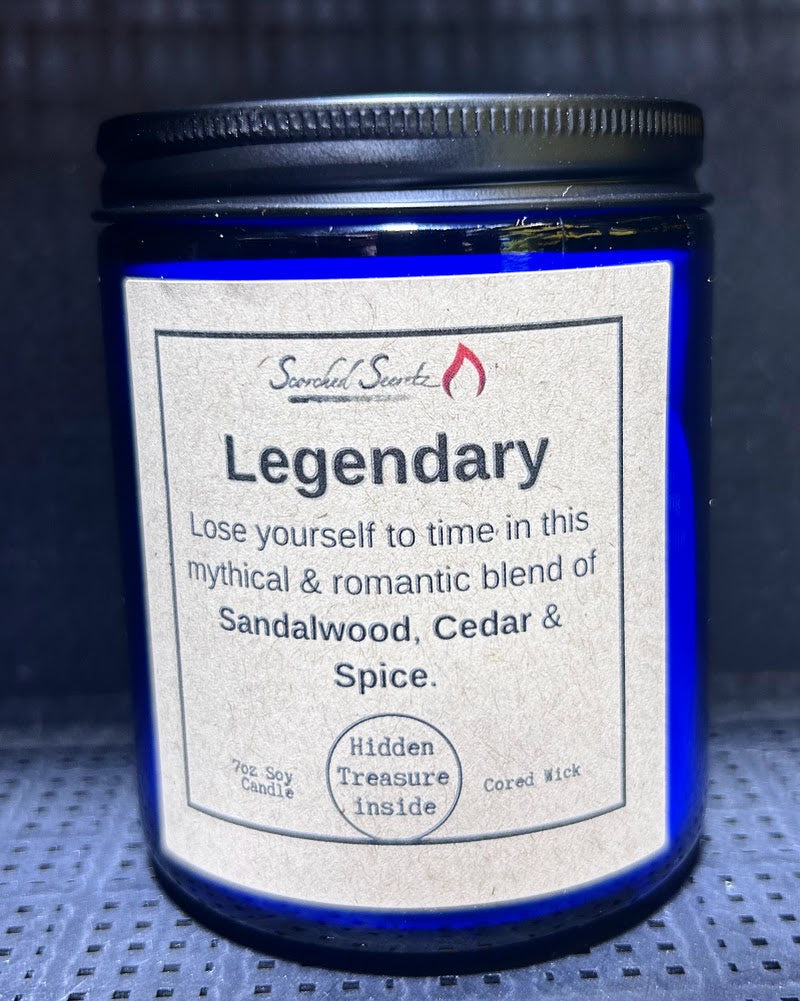 Scorched Secretz
Legendary
Lose yourself to time in this
mythical & romantic blend of
Sandalwood, Cedar &
Spice.
7oz Soy
Candle
Hidden
Treasure
inside
Cored Wick